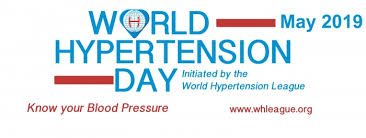 WORLD
May 2019
HYPERTENSION
DAY
Initiated by the
World Hypertension League
Know your Blood Pressure
www.whleague.org